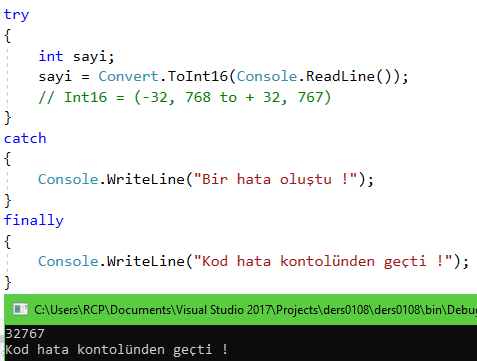 try
{
int sayi;
sayi = Convert.ToInt16(Console.ReadLine());
// Int16 = (-32, 768 to + 32, 767)
}
catch
{
Console.WriteLine("Bir hata oluştu !");
}
finally
{
Console.WriteLine("Kod hata kontolünden geçti !");
}
C:\Users\RCP\Documents\Visual Studio 2017\Projects\ders0108\ders0108\bin\Debu
32767
Kod hata kontolünden geçti !